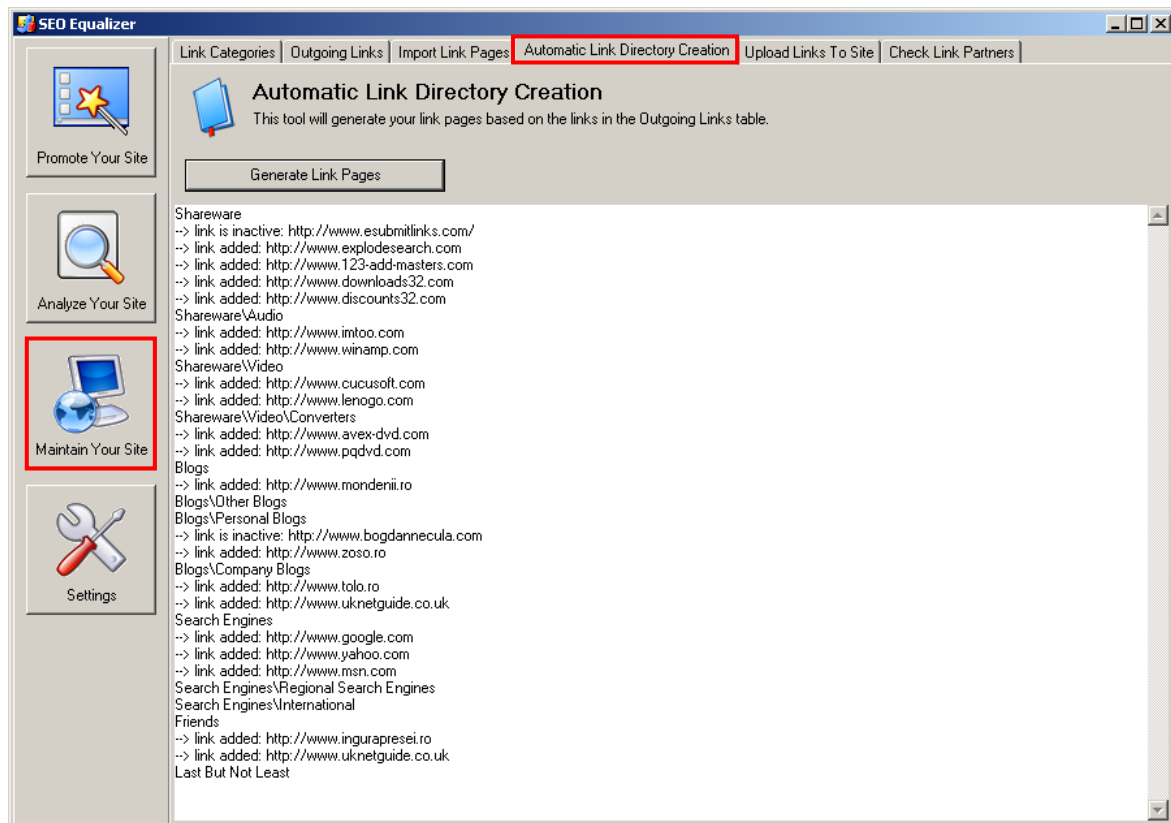 SEO Equalizer
Link Categories Outgoing Links Import Link Pages Automatic Link Directory Creation Upload Links To Site Check Link Partners
Automatic Link Directory Creation
This tool will generate your link pages based on the links in the Outgoing Links table.
Generate Link Pages
Promote Your Site
Analyze Your Site
Maintain Your Site
Settings
Shareware
--> link is inactive: http://www.esubmitlinks.com/
--> link added: http://www.explodesearch.com
--> link added: http://www.123-add-masters.com
--> link added: http://www.downloads32.com
--> link added: http://www.discounts32.com
Shareware\Audio
--> link added: http://www.imtoo.com
--> link added: http://www.winamp.com
Shareware\Video
--> link added: http://www.cucusoft.com
--> link added: http://www.lenogo.com
Shareware\Video\Converters
--> link added: http://www.avex-dvd.com
--> link added: http://www.pqdvd.com
Blogs
--> link added: http://www.mondenii.ro
Blogs\Other Blogs
Blogs\Personal Blogs
--> link is inactive: http://www.bogdannecula.com
--> link added: http://www.zoso.ro
Blogs\Company Blogs
--> link added: http://www.tolo.ro
--> link added: http://www.uknetguide.co.uk
Search Engines
--> link added: http://www.google.com
--> link added: http://www.yahoo.com
--> link added: http://www.msn.com
Search Engines\Regional Search Engines
Search Engines\International
Friends
--> link added: http://www.ingurapresei.ro
--> link added: http://www.uknetguide.co.uk
Last But Not Least